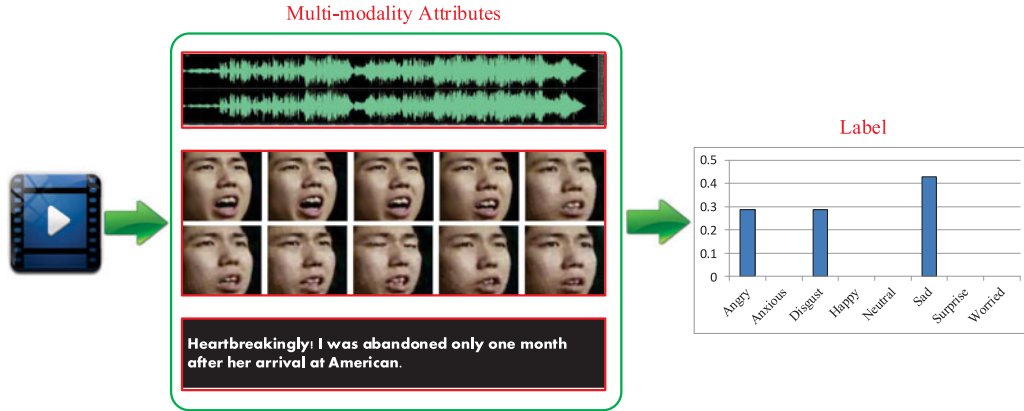 Multi-modality Attributes
Heartbreakingly! I was abandoned only one month
after her arrival at American.
Label
0.5
0.4
0.3
0.2
0.1
0
Angry
Anxious
Disgust
Happy
Neutral
Sad
Surprise
Worried